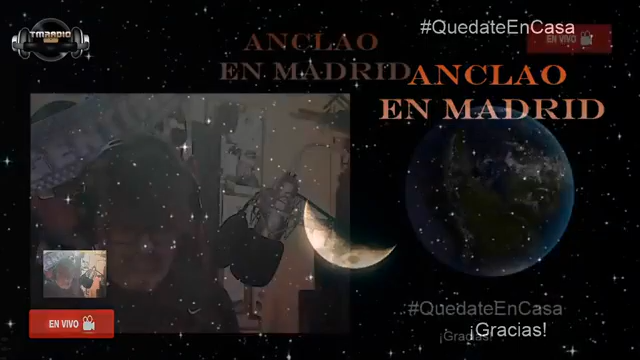 TMRADIO
#QuedateEnCasa
EN VIVO
ANCLAO
EN MADRID
ANCLAO
EN MADRID
EN VIVO
#QuedateEnCasa
¡Gracias!
¡Gracias!